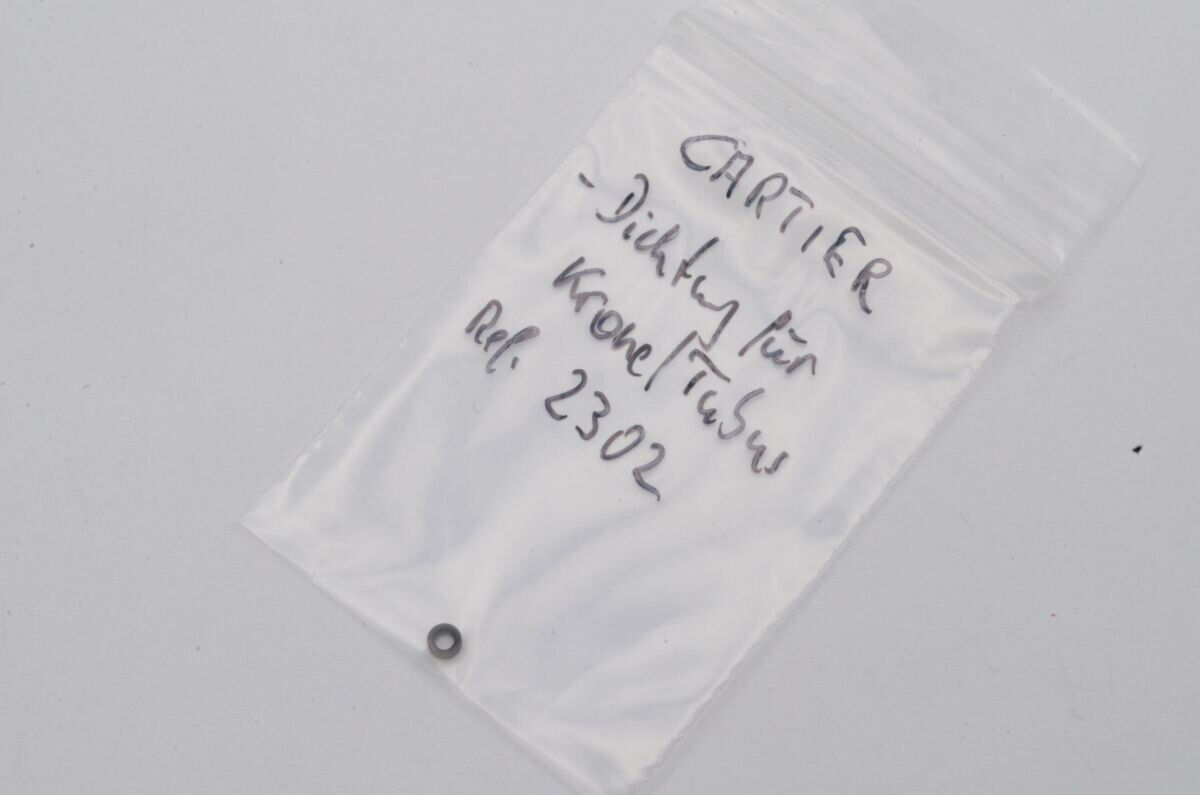 CARTIER
- Dichtung für
Krone/Tubus
Ref. 2302